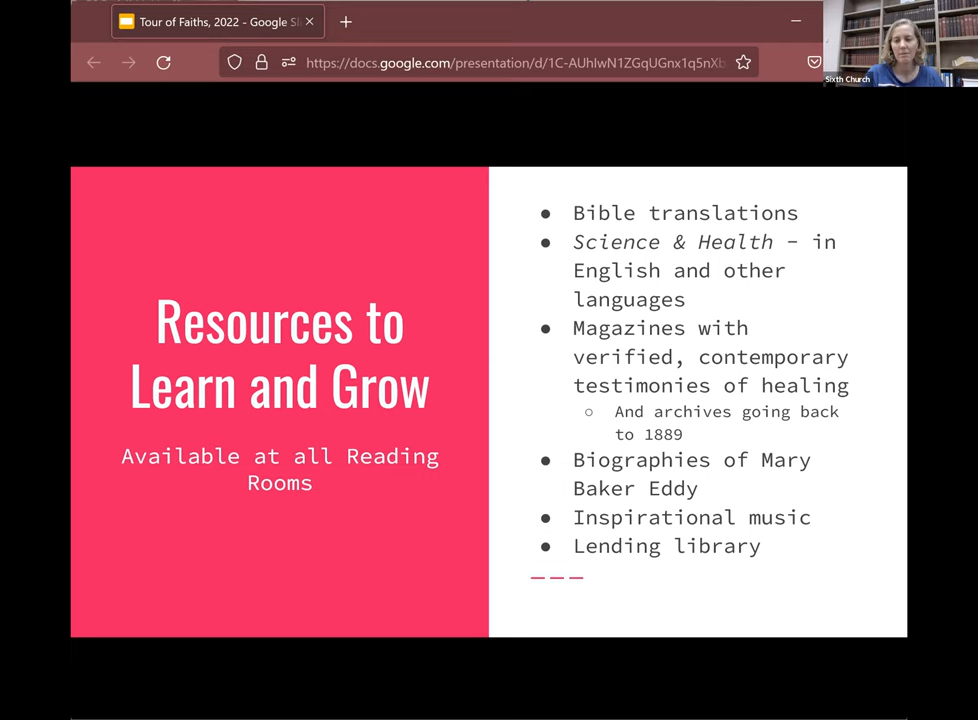 Tour of Faiths, 2022 - Google Sl
https://docs.google.com/presentation/d/1C-AUhIwN1ZGqUGnx1q5nXb
Sixth Church
Resources to
Learn and Grow
Available at all Reading
Rooms
● Bible translations
● Science & Health - in
English and other
languages
● Magazines with
verified, contemporary
testimonies of healing
○ And archives going back
to 1889
● Biographies of Mary
Baker Eddy
● Inspirational music
● Lending library